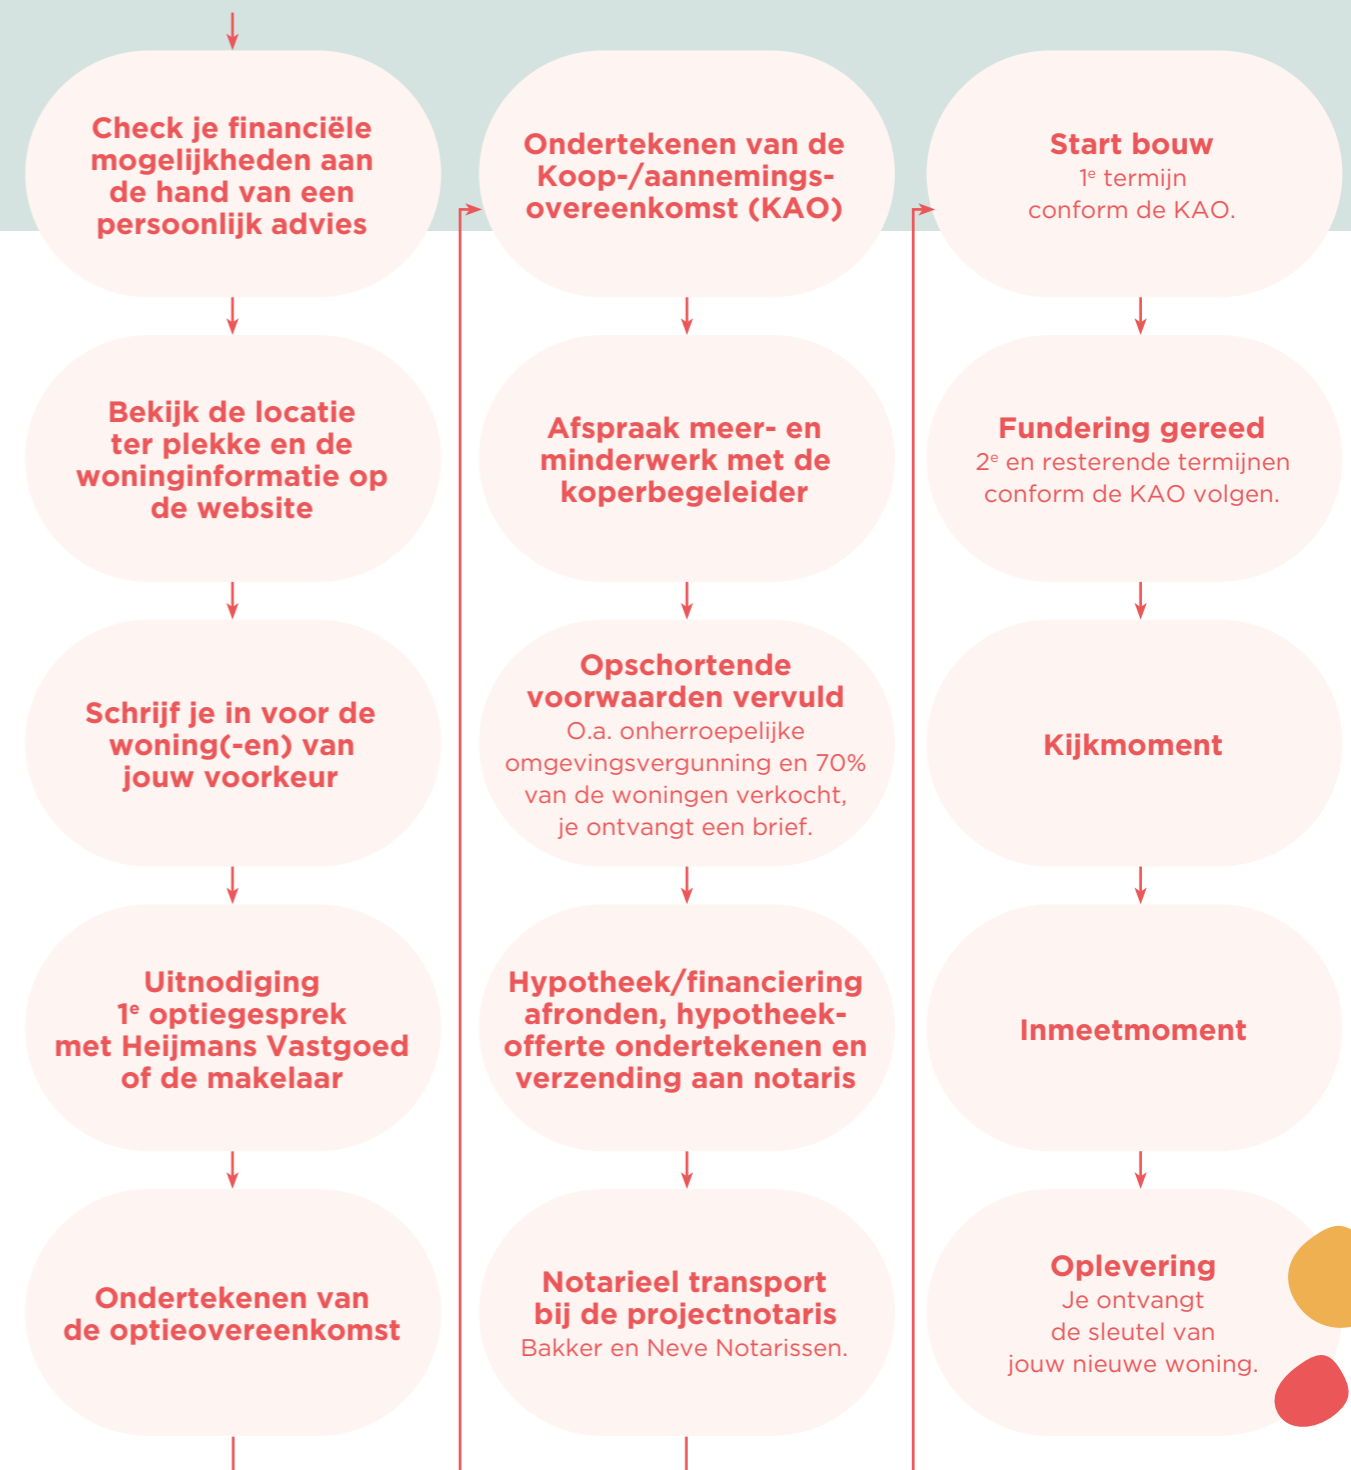 Check je financiële
mogelijkheden aan
de hand van een
persoonlijk advies
Bekijk de locatie
ter plekke en de
woninginformatie op
de website
Schrijf je in voor de
woning(-en) van
jouw voorkeur
Uitnodiging
1e optiegesprek
met Heijmans Vastgoed
of de makelaar
Ondertekenen van
de optieovereenkomst
Ondertekenen van de
Koop-/aannemings-
overeenkomst (KAO)
Afspraak meer- en
minderwerk met de
koperbegeleider
Opschortende
voorwaarden vervuld
O.a. onherroepelijke
omgevingsvergunning en 70%
van de woningen verkocht,
je ontvangt een brief.
Hypotheek/financiering
afronden, hypotheek-
offerte ondertekenen en
verzending aan notaris
Notarieel transport
bij de projectnotaris
Bakker en Neve Notarissen.
Start bouw
1e termijn
conform de KAO.
Fundering gereed
2e en resterende termijnen
conform de KAO volgen.
Kijkmoment
Inmeetmoment
Oplevering
Je ontvangt
de sleutel van
jouw nieuwe woning.